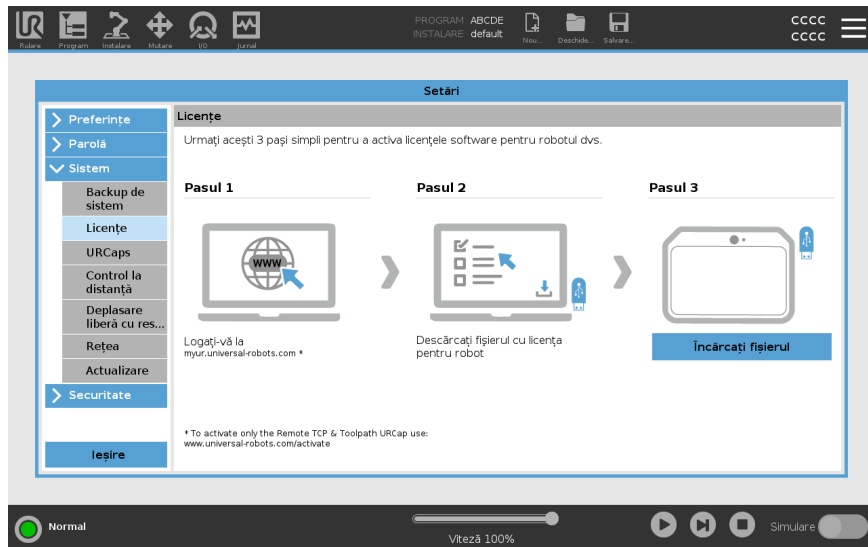 UR
PROGRAM ABCDE
INSTALARE default
Rulare
Program
Instalare
Mutare
I/O
Jurnal
Nou...
Deschide...
Salvare...
CCCC
CCCC
Setări
Preferințe
Parolă
Sistem
Backup de
sistem
Licențe
URCaps
Control la
distanță
Deplasare
liberă cu res...
Rețea
Actualizare
Securitate
Ieșire
Licențe
Urmați acești 3 pași simpli pentru a activa licențele software pentru robotul dvs.
Pasul 1
Pasul 2
Pasul 3
WWW
Logați-vă la
myur.universal-robots.com *
Descărcați fișierul cu licența
pentru robot
Încărcați fișierul
* To activate only the Remote TCP & Toolpath URCap use:
www.universal-robots.com/activate
Normal
Viteză 100%
Simulare